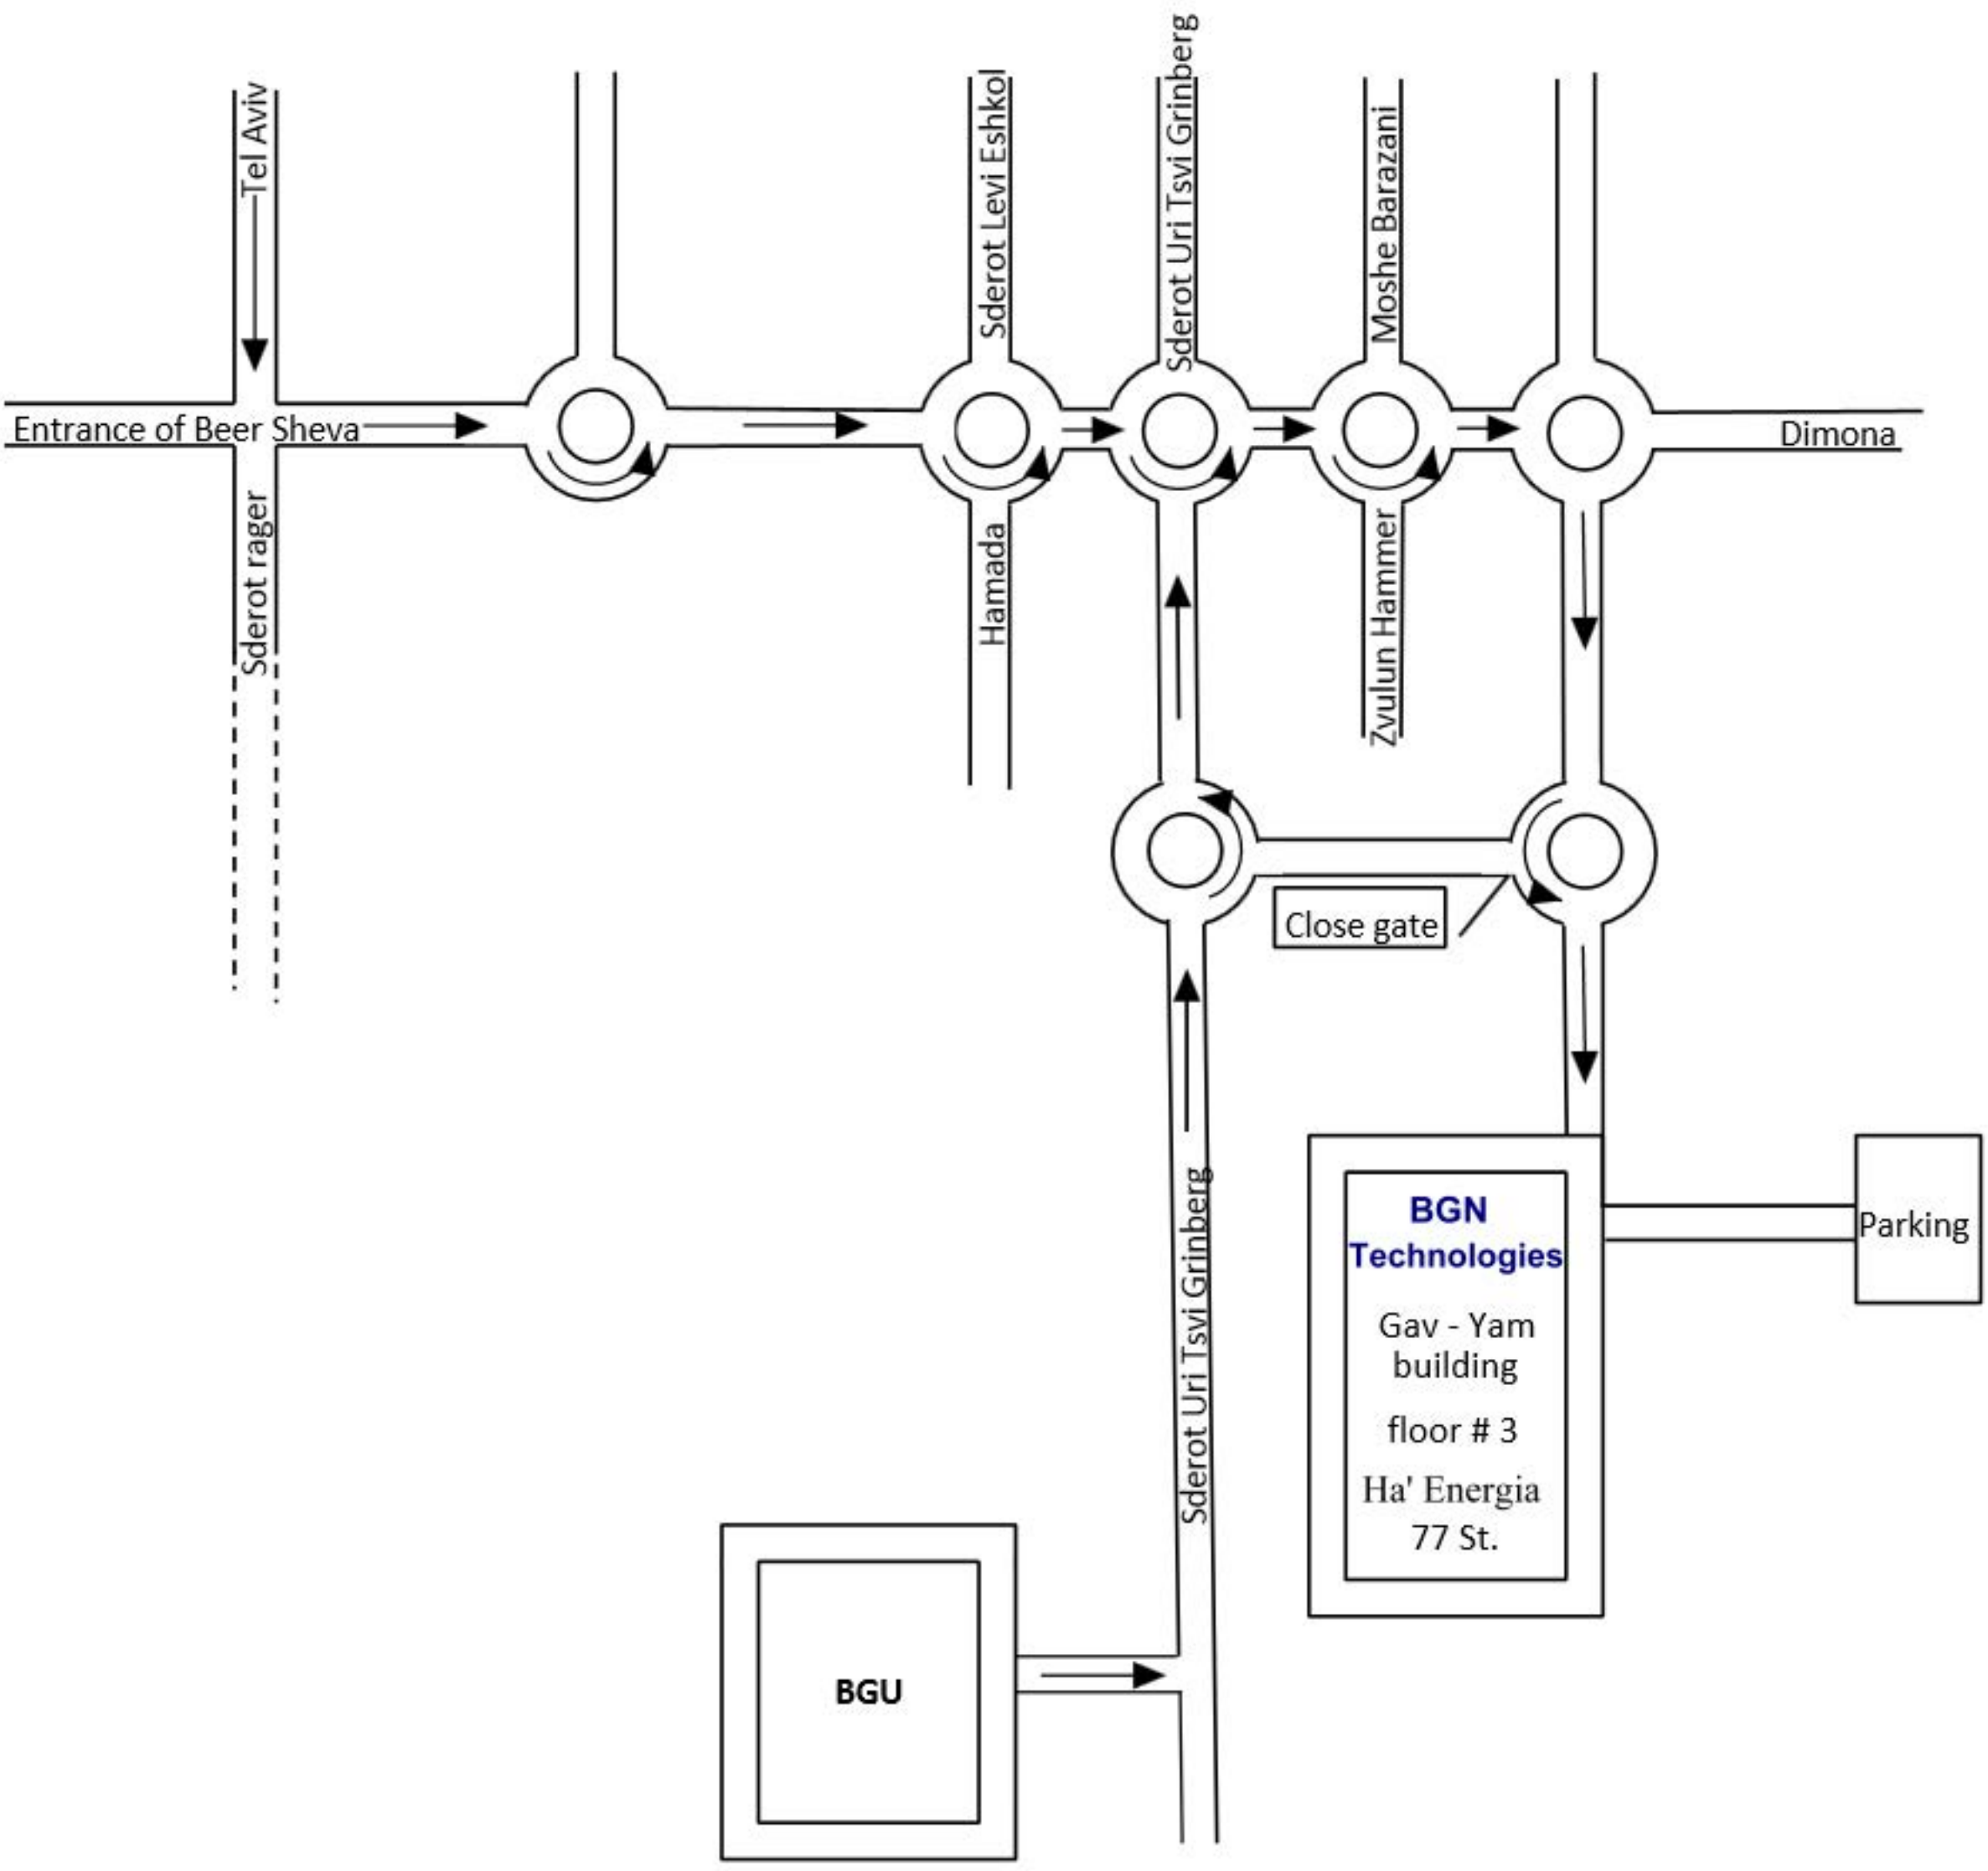 Tel Aviv
Sderot Levi Eshkol
Sderot Uri Tsvi Grinberg
Moshe Barazani
Entrance of Beer Sheva
Dimona
Sderot rager
Hamada
Zvulun Hammer
Close gate
Sderot Uri Tsvi Grinberg
BGN
Technologies
Gav - Yam
building
floor # 3
Ha' Energia
77 St.
Parking
BGU